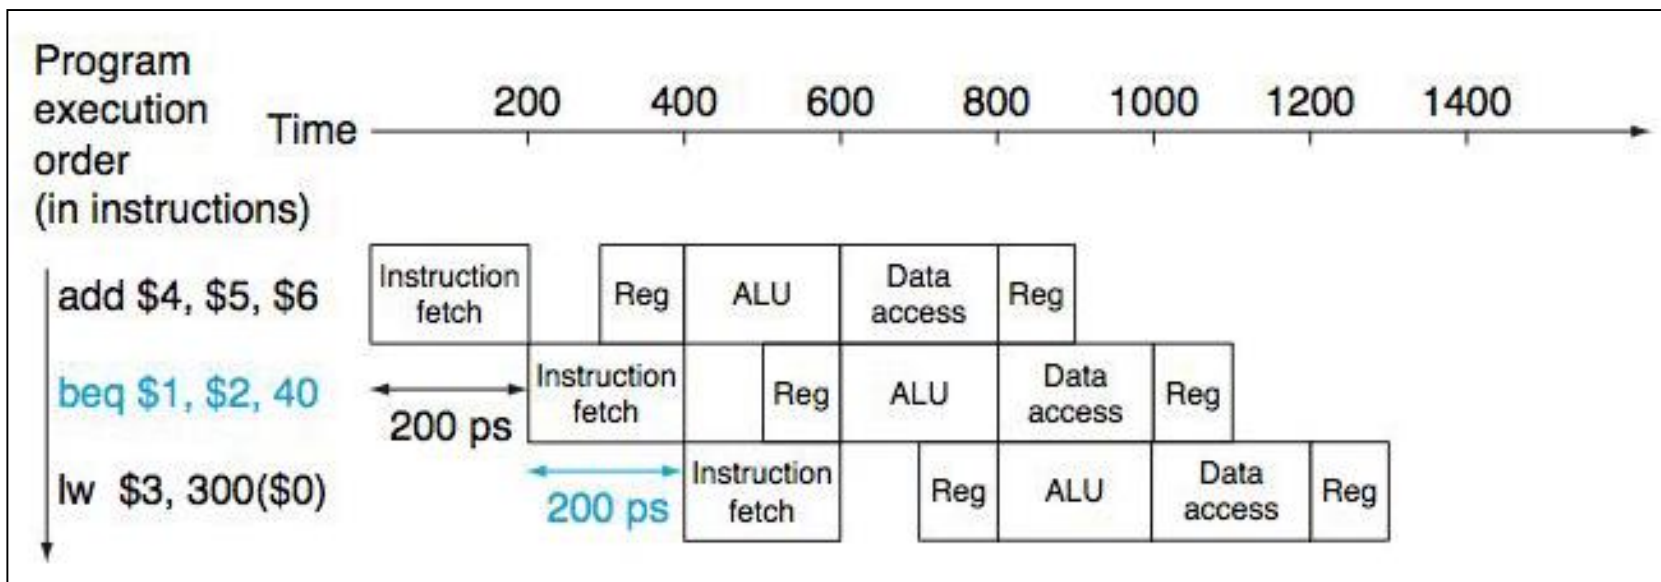 Program
execution
order
(in instructions)
Time
200 400 600 800 1000 1200 1400
add $4, $5, $6
Instruction
fetch
Reg
ALU
Data
access
Reg
beq $1, $2, 40
200 ps
Instruction
fetch
Reg
ALU
Data
access
Reg
lw $3, 300($0)
200 ps
Instruction
fetch
Reg
ALU
Data
access
Reg